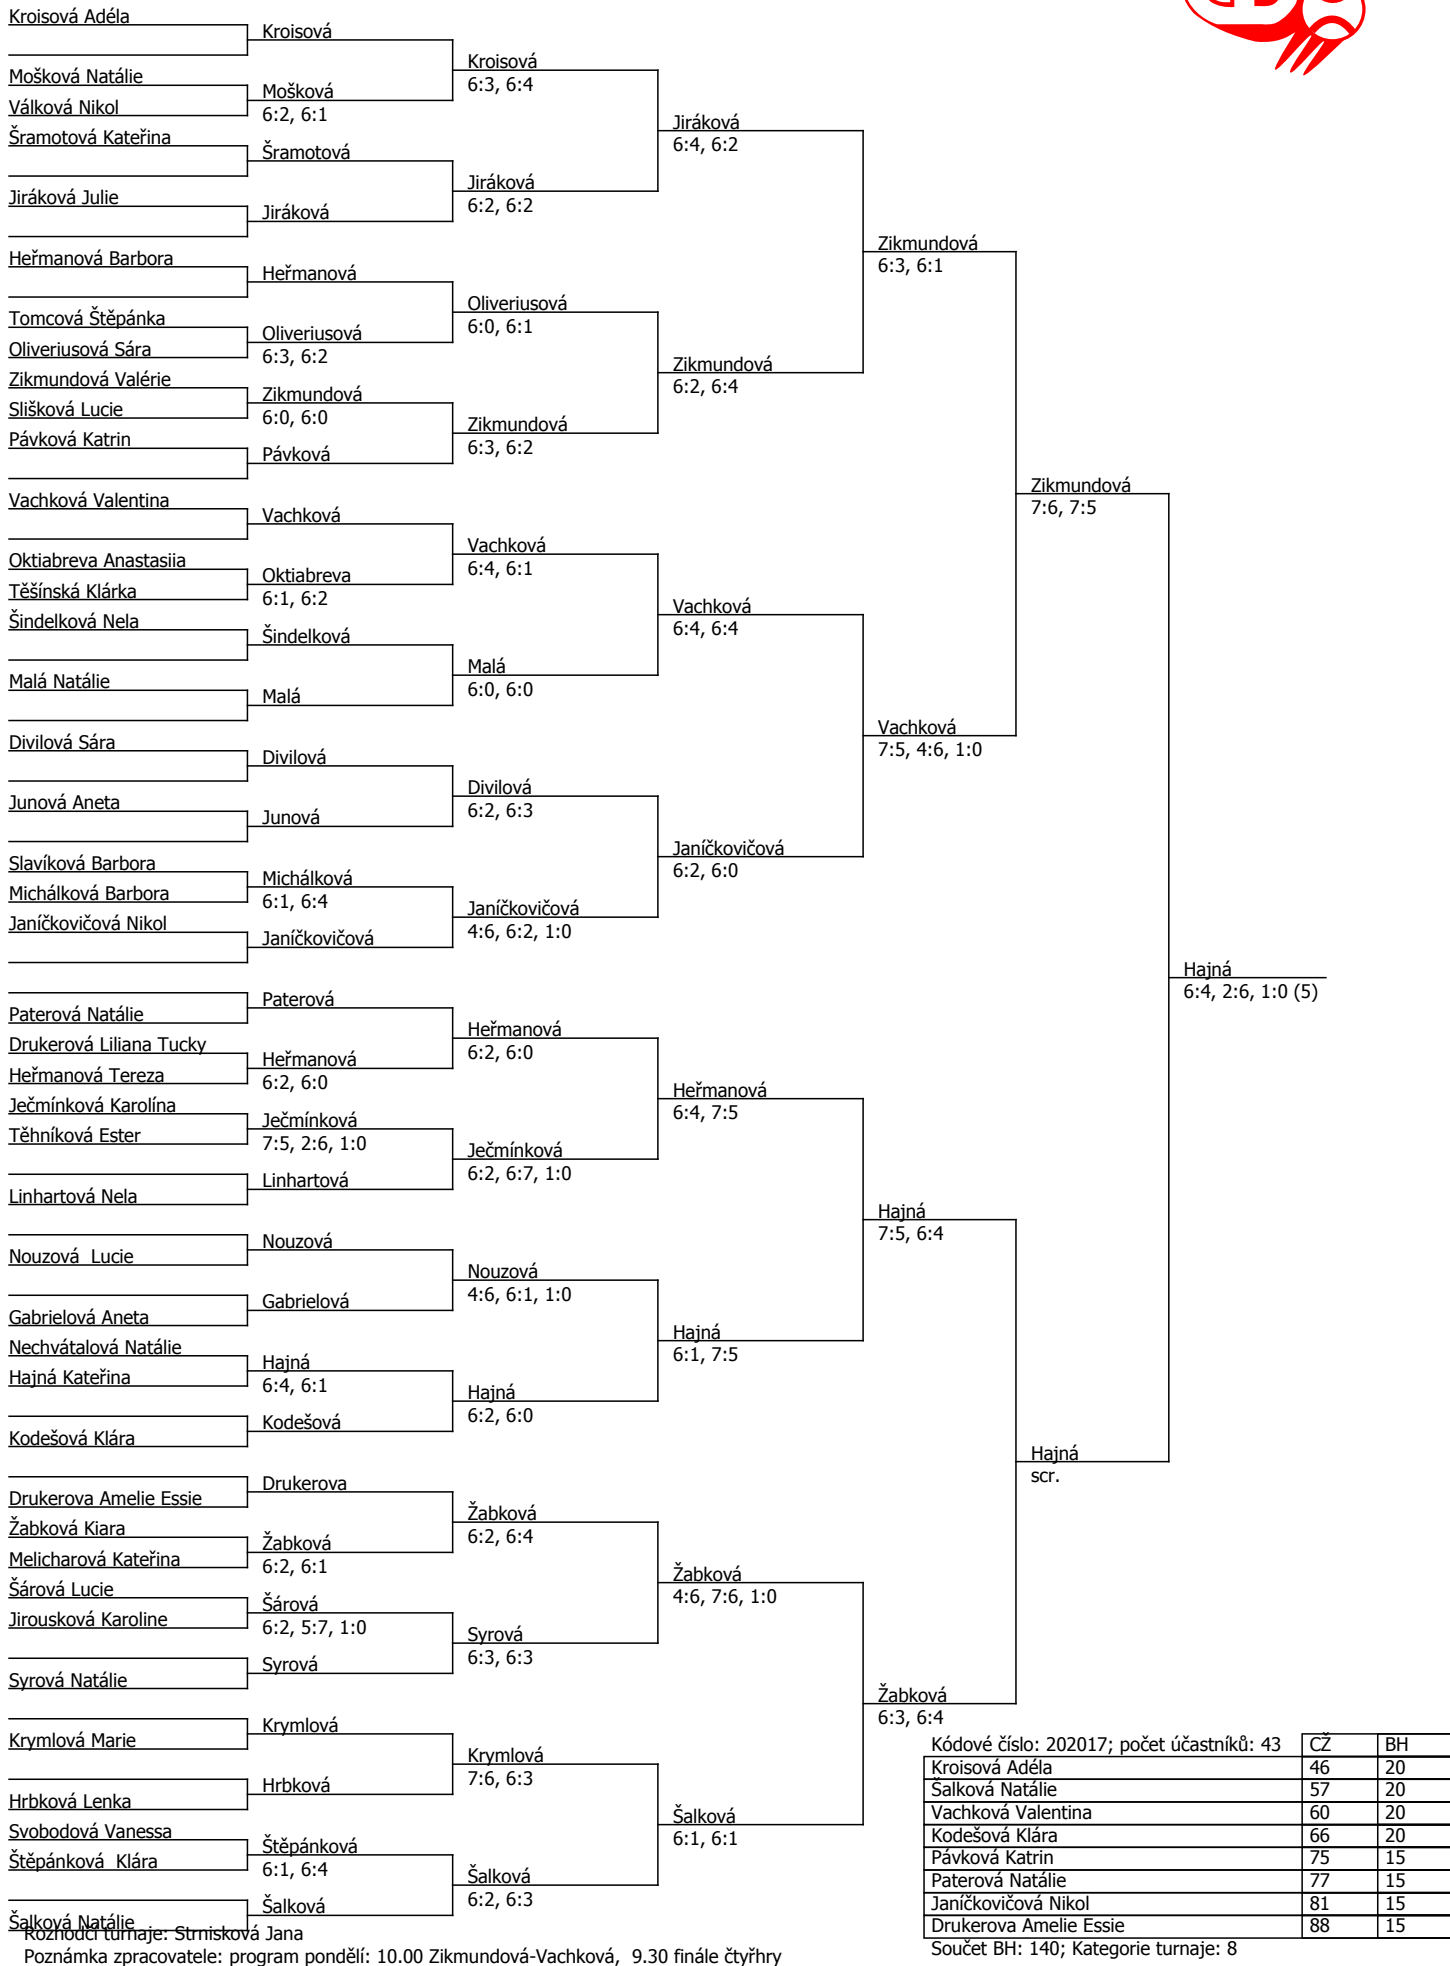 Kroisová Adéla
Mošková Natálie
Válková Nikol
Šramotová Kateřina
Jiráková Julie
Heřmanová Barbora
Tomcová Štěpánka
Oliveriusová Sára
Zikmundová Valérie
Slišková Lucie
Pávková Katrin
Vachková Valentina
Oktiabreva Anastasiia
Těšínská Klárka
Šindelková Nela
Malá Natálie
Divilová Sára
Junová Aneta
Slavíková Barbora
Michálková Barbora
Janíčkovičová Nikol
Paterová Natálie
Drukerová Liliana Tucky
Heřmanová Tereza
Ječmínková Karolína
Těhníková Ester
Linhartová Nela
Nouzová  Lucie
Gabrielová Aneta
Nechvátalová Natálie
Hajná Kateřina
Kodešová Klára
Drukerova Amelie Essie
Žabková Kiara
Melicharová Kateřina
Šárová Lucie
Jirousková Karoline
Syrová Natálie
Krymlová Marie
Hrbková Lenka
Svobodová Vanessa
Štěpánková  Klára
Šalková Natálie
Kroisová
Mošková
6:2, 6:1
Šramotová
Jiráková
Heřmanová
Oliveriusová
6:3, 6:2
Zikmundová
6:0, 6:0
Pávková
Vachková
Oktiabreva
6:1, 6:2
Šindelková
Malá
Divilová
Junová
Michálková
6:1, 6:4
Janíčkovičová
Paterová
Heřmanová
6:2, 6:0
Ječmínková
7:5, 2:6, 1:0
Linhartová
Nouzová
Gabrielová
Hajná
6:4, 6:1
Kodešová
Drukerova
Žabková
6:2, 6:1
Šárová
6:2, 5:7, 1:0
Syrová
Krymlová
Hrbková
Štěpánková
6:1, 6:4
Šalková
Kroisová
6:3, 6:4
Jiráková
6:2, 6:2
Oliveriusová
6:0, 6:1
Zikmundová
6:3, 6:2
Vachková
6:4, 6:1
Malá
6:0, 6:0
Divilová
6:2, 6:3
Janíčkovičová
4:6, 6:2, 1:0
Heřmanová
6:2, 6:0
Ječmínková
6:2, 6:7, 1:0
Nouzová
4:6, 6:1, 1:0
Hajná
6:2, 6:0
Žabková
6:2, 6:4
Syrová
6:3, 6:3
Krymlová
7:6, 6:3
Šalková
6:2, 6:3
Jiráková
6:4, 6:2
Zikmundová
6:2, 6:4
Vachková
6:4, 6:4
Janíčkovičová
6:2, 6:0
Heřmanová
6:4, 7:5
Hajná
6:1, 7:5
Žabková
4:6, 7:6, 1:0
Šalková
6:1, 6:1
Zikmundová
6:3, 6:1
Vachková
7:5, 4:6, 1:0
Hajná
7:5, 6:4
Žabková
6:3, 6:4
Zikmundová
7:6, 7:5
Hajná
scr.
Hajná
6:4, 2:6, 1:0 (5)
Kódové číslo: 202017; počet účastníků: 43 CŽ BH
Kroisová Adéla 46 20
Šalková Natálie 57 20
Vachková Valentina 60 20
Kodešová Klára 66 20
Pávková Katrin 75 15
Paterová Natálie 77 15
Janíčkovičová Nikol 81 15
Drukerova Amelie Essie 88 15
Součet BH: 140; Kategorie turnaje: 8
Rozhodčí turnaje: Strnisková Jana
Poznámka zpracovatele: program pondělí: 10.00 Zikmundová-Vachková,  9.30 finále čtyřhry